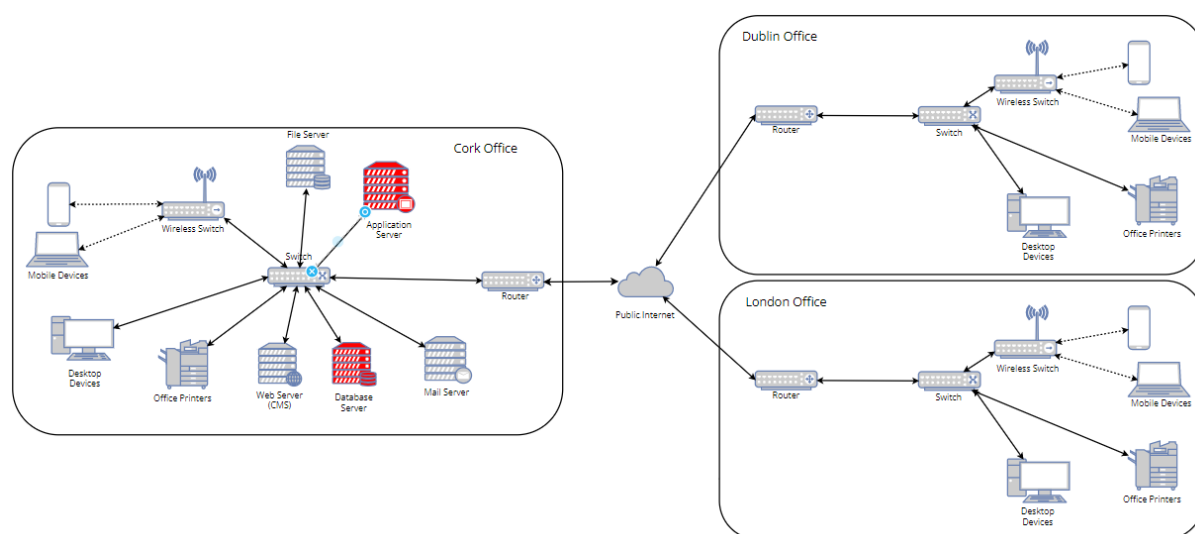 Cork Office
File Server
Application
Server
Wireless Switch
Mobile Devices
Switch
Router
Desktop
Devices
Office Printers
Web Server
(CMS)
Database
Server
Mail Server
Public Internet
Dublin Office
Router
Switch
Wireless Switch
Mobile Devices
Desktop
Devices
Office Printers
London Office
Router
Switch
Wireless Switch
Mobile Devices
Desktop
Devices
Office Printers